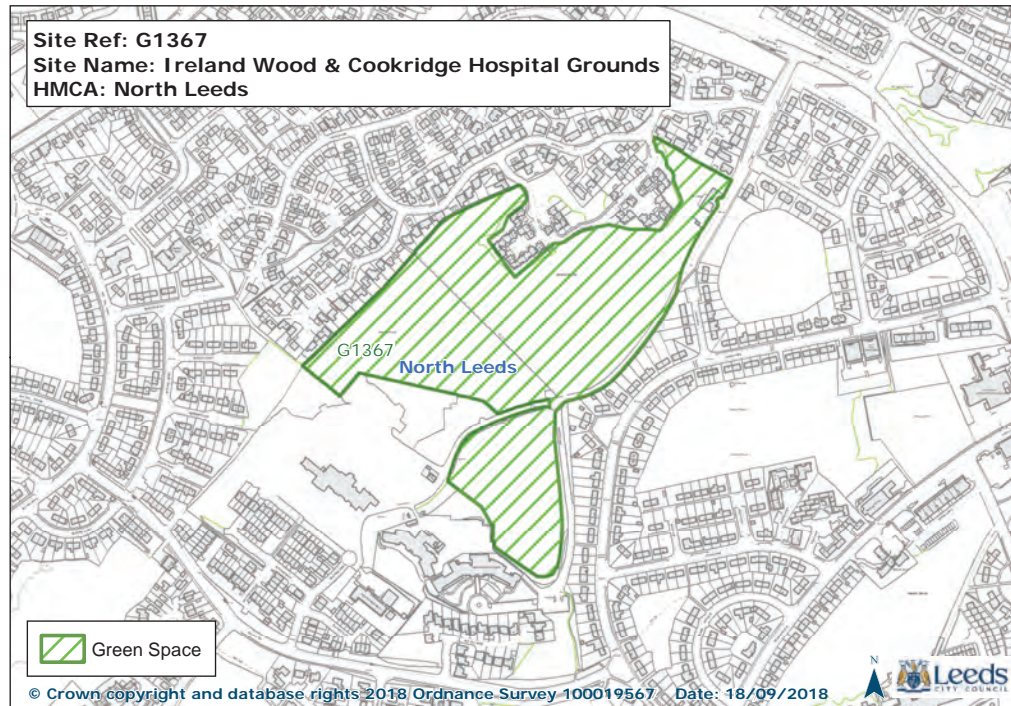 Site Ref: G1367
Site Name: Ireland Wood & Cookridge Hospital Grounds
HMCA: North Leeds
G1367
North Leeds
Green Space
N
Leeds
CITY COUNCIL
© Crown copyright and database rights 2018 Ordnance Survey 100019567 Date: 18/09/2018